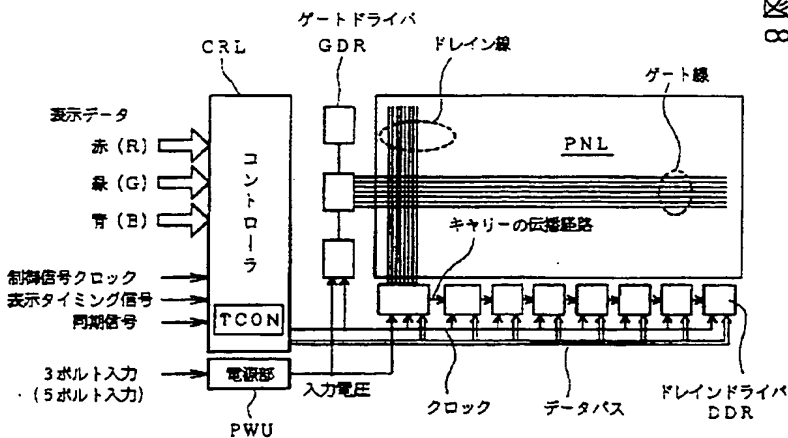 図8
ゲートドライバ
GDR
CRL
ドレイン線
ゲート線
表示データ
赤 (R)
緑 (G)
青 (B)
コントローラ
PNL
キャリーの伝播経路
制御信号クロック
表示タイミング信号
同期信号
TCON
3ボルト入力
(5ボルト入力)
電源部
PWU
入力電圧
クロック
データバス
ドレインドライバ
DDR